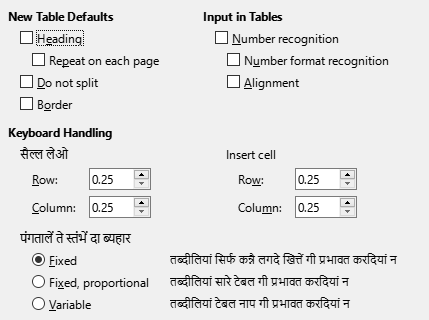 New Table Defaults Input in Tables
Heading Number recognition
Repeat on each page Number format recognition
Do not split Alignment
Border
Keyboard Handling
सैल्ल लेओ Insert cell
Row: 0.25 Row: 0.25
Column: 0.25 Column: 0.25
पंगतालें ते स्तंभें दा ब्यहार
Fixed तब्दीलियां सिर्फ कन्नै लगदे खित्तें गी प्रभावत करदियां न
Fixed, proportional तब्दीलियां सारे टेबल गी प्रभावत करदियां न
Variable तब्दीलियां टेबल नाप गी प्रभावत करदियां न